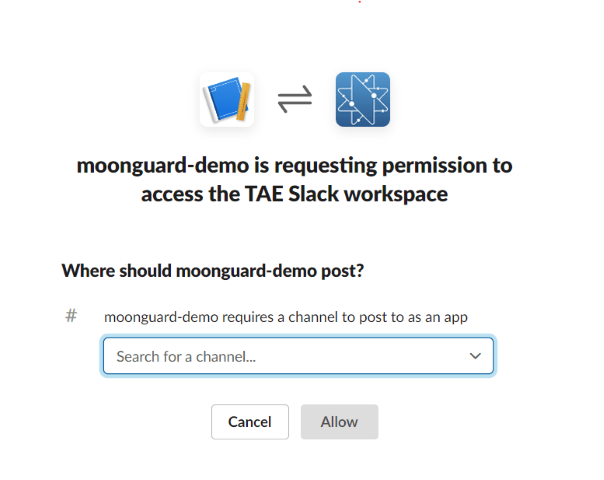 moonguard-demo is requesting permission to
access the TAE Slack workspace
Where should moonguard-demo post?
# moonguard-demo requires a channel to post to as an app
Search for a channel...
Cancel Allow